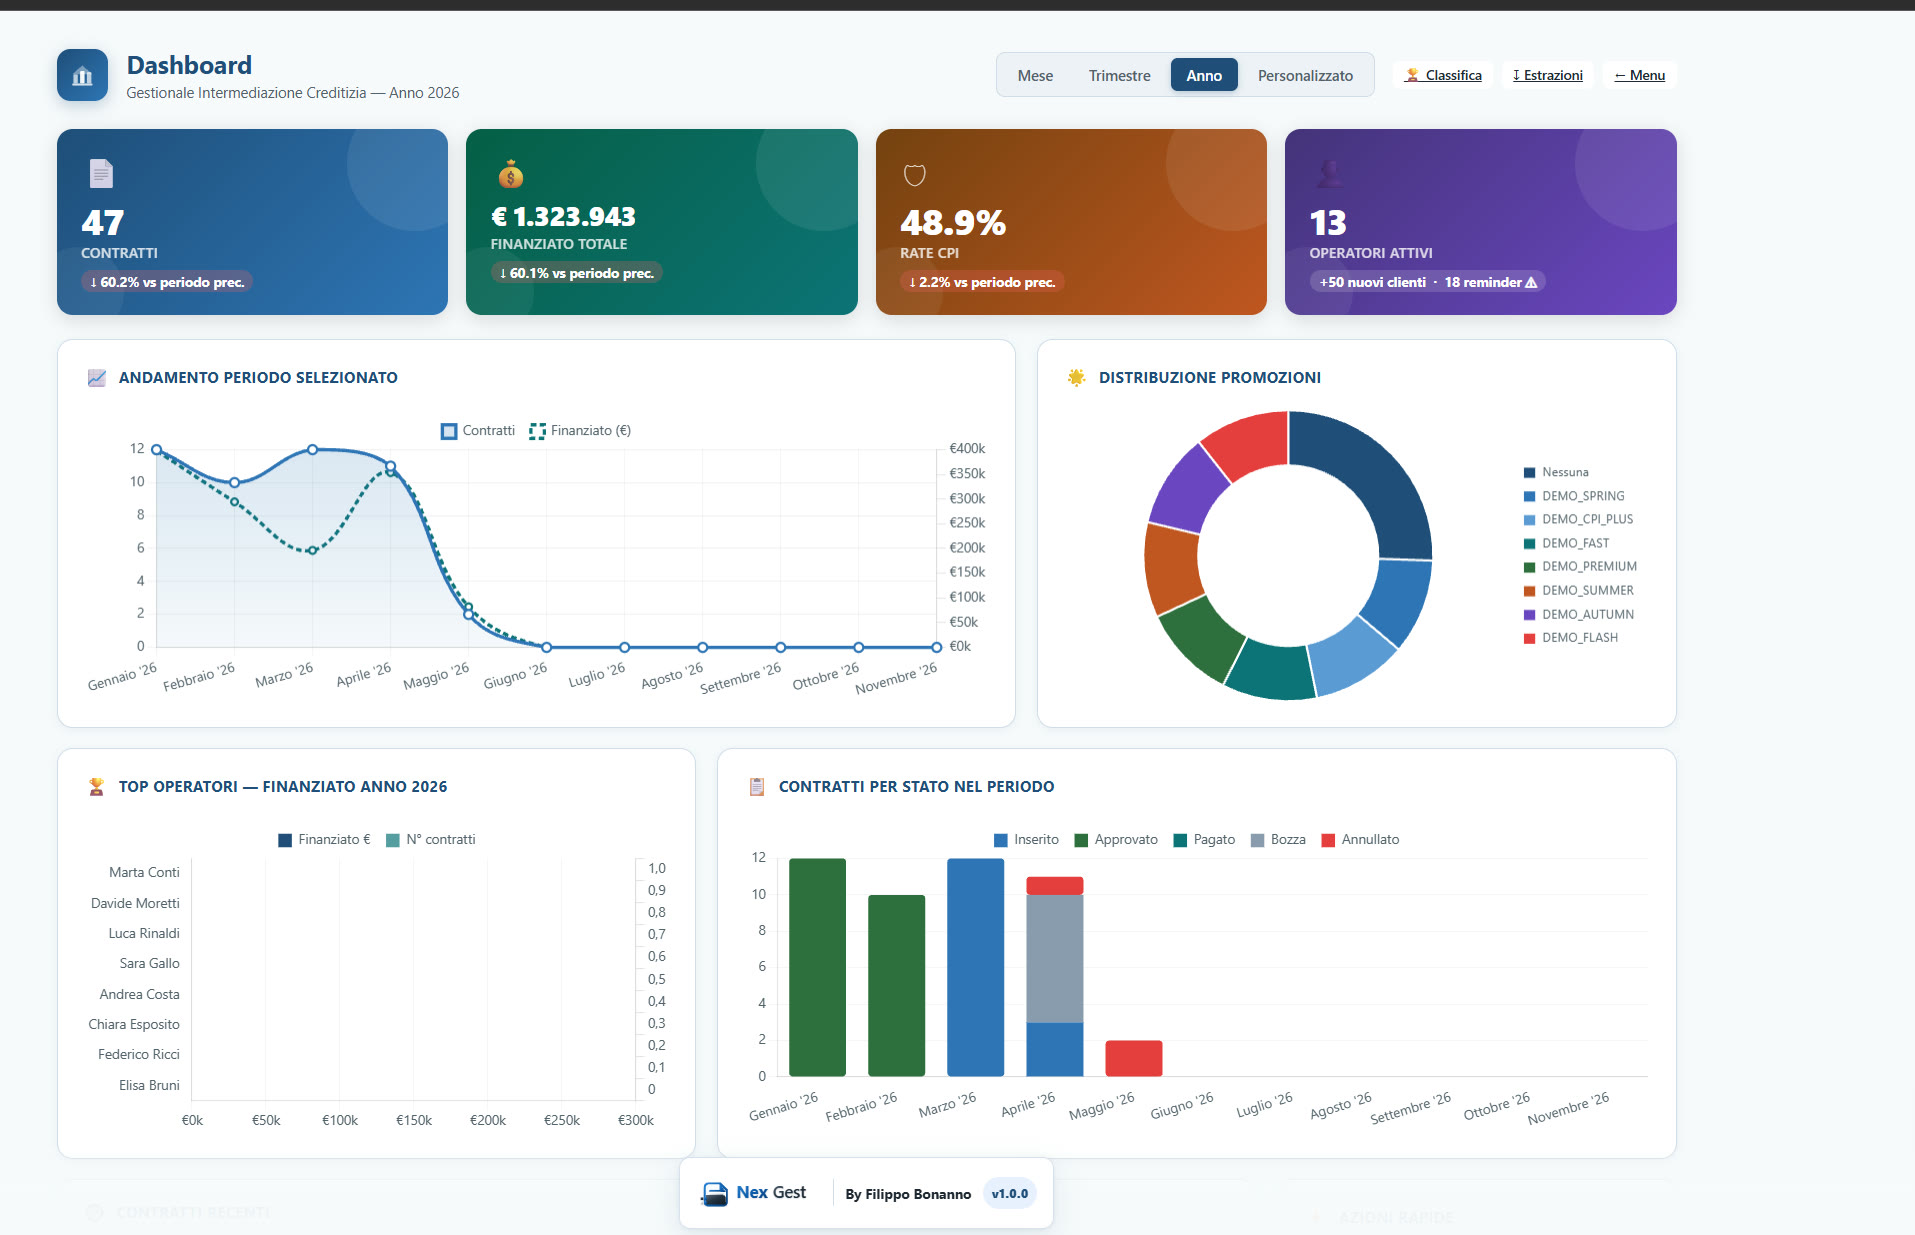 Dashboard
Gestionale Intermediazione Creditizia — Anno 2026
Mese Trimestre Anno Personalizzato
🏆 Classifica
↧ Estrazioni
← Menu
47
CONTRATTI
↓ 60.2% vs periodo prec.
€ 1.323.943
FINANZIATO TOTALE
↓ 60.1% vs periodo prec.
48.9%
RATE CPI
↓ 2.2% vs periodo prec.
13
OPERATORI ATTIVI
+50 nuovi clienti · 18 reminder ⚠
ANDAMENTO PERIODO SELEZIONATO
Contratti Finanziato (€)
12
10
8
6
4
2
0
€400k
€350k
€300k
€250k
€200k
€150k
€100k
€50k
€0k
Gennaio '26 Febbraio '26 Marzo '26 Aprile '26 Maggio '26 Giugno '26 Luglio '26 Agosto '26 Settembre '26 Ottobre '26 Novembre '26
DISTRIBUZIONE PROMOZIONI
Nessuna
DEMO_SPRING
DEMO_CPI_PLUS
DEMO_FAST
DEMO_PREMIUM
DEMO_SUMMER
DEMO_AUTUMN
DEMO_FLASH
TOP OPERATORI — FINANZIATO ANNO 2026
Finanziato € N° contratti
Marta Conti
Davide Moretti
Luca Rinaldi
Sara Gallo
Andrea Costa
Chiara Esposito
Federico Ricci
Elisa Bruni
1,0
0,9
0,8
0,7
0,6
0,5
0,4
0,3
0,2
0,1
0
€0k €50k €100k €150k €200k €250k €300k
CONTRATTI PER STATO NEL PERIODO
Inserito Approvato Pagato Bozza Annullato
12
10
8
6
4
2
0
Gennaio '26 Febbraio '26 Marzo '26 Aprile '26 Maggio '26 Giugno '26 Luglio '26 Agosto '26 Settembre '26 Ottobre '26 Novembre '26
CONTRATTI RECENTI
AZIONI RAPIDE
Nex Gest
By Filippo Bonanno
v1.0.0